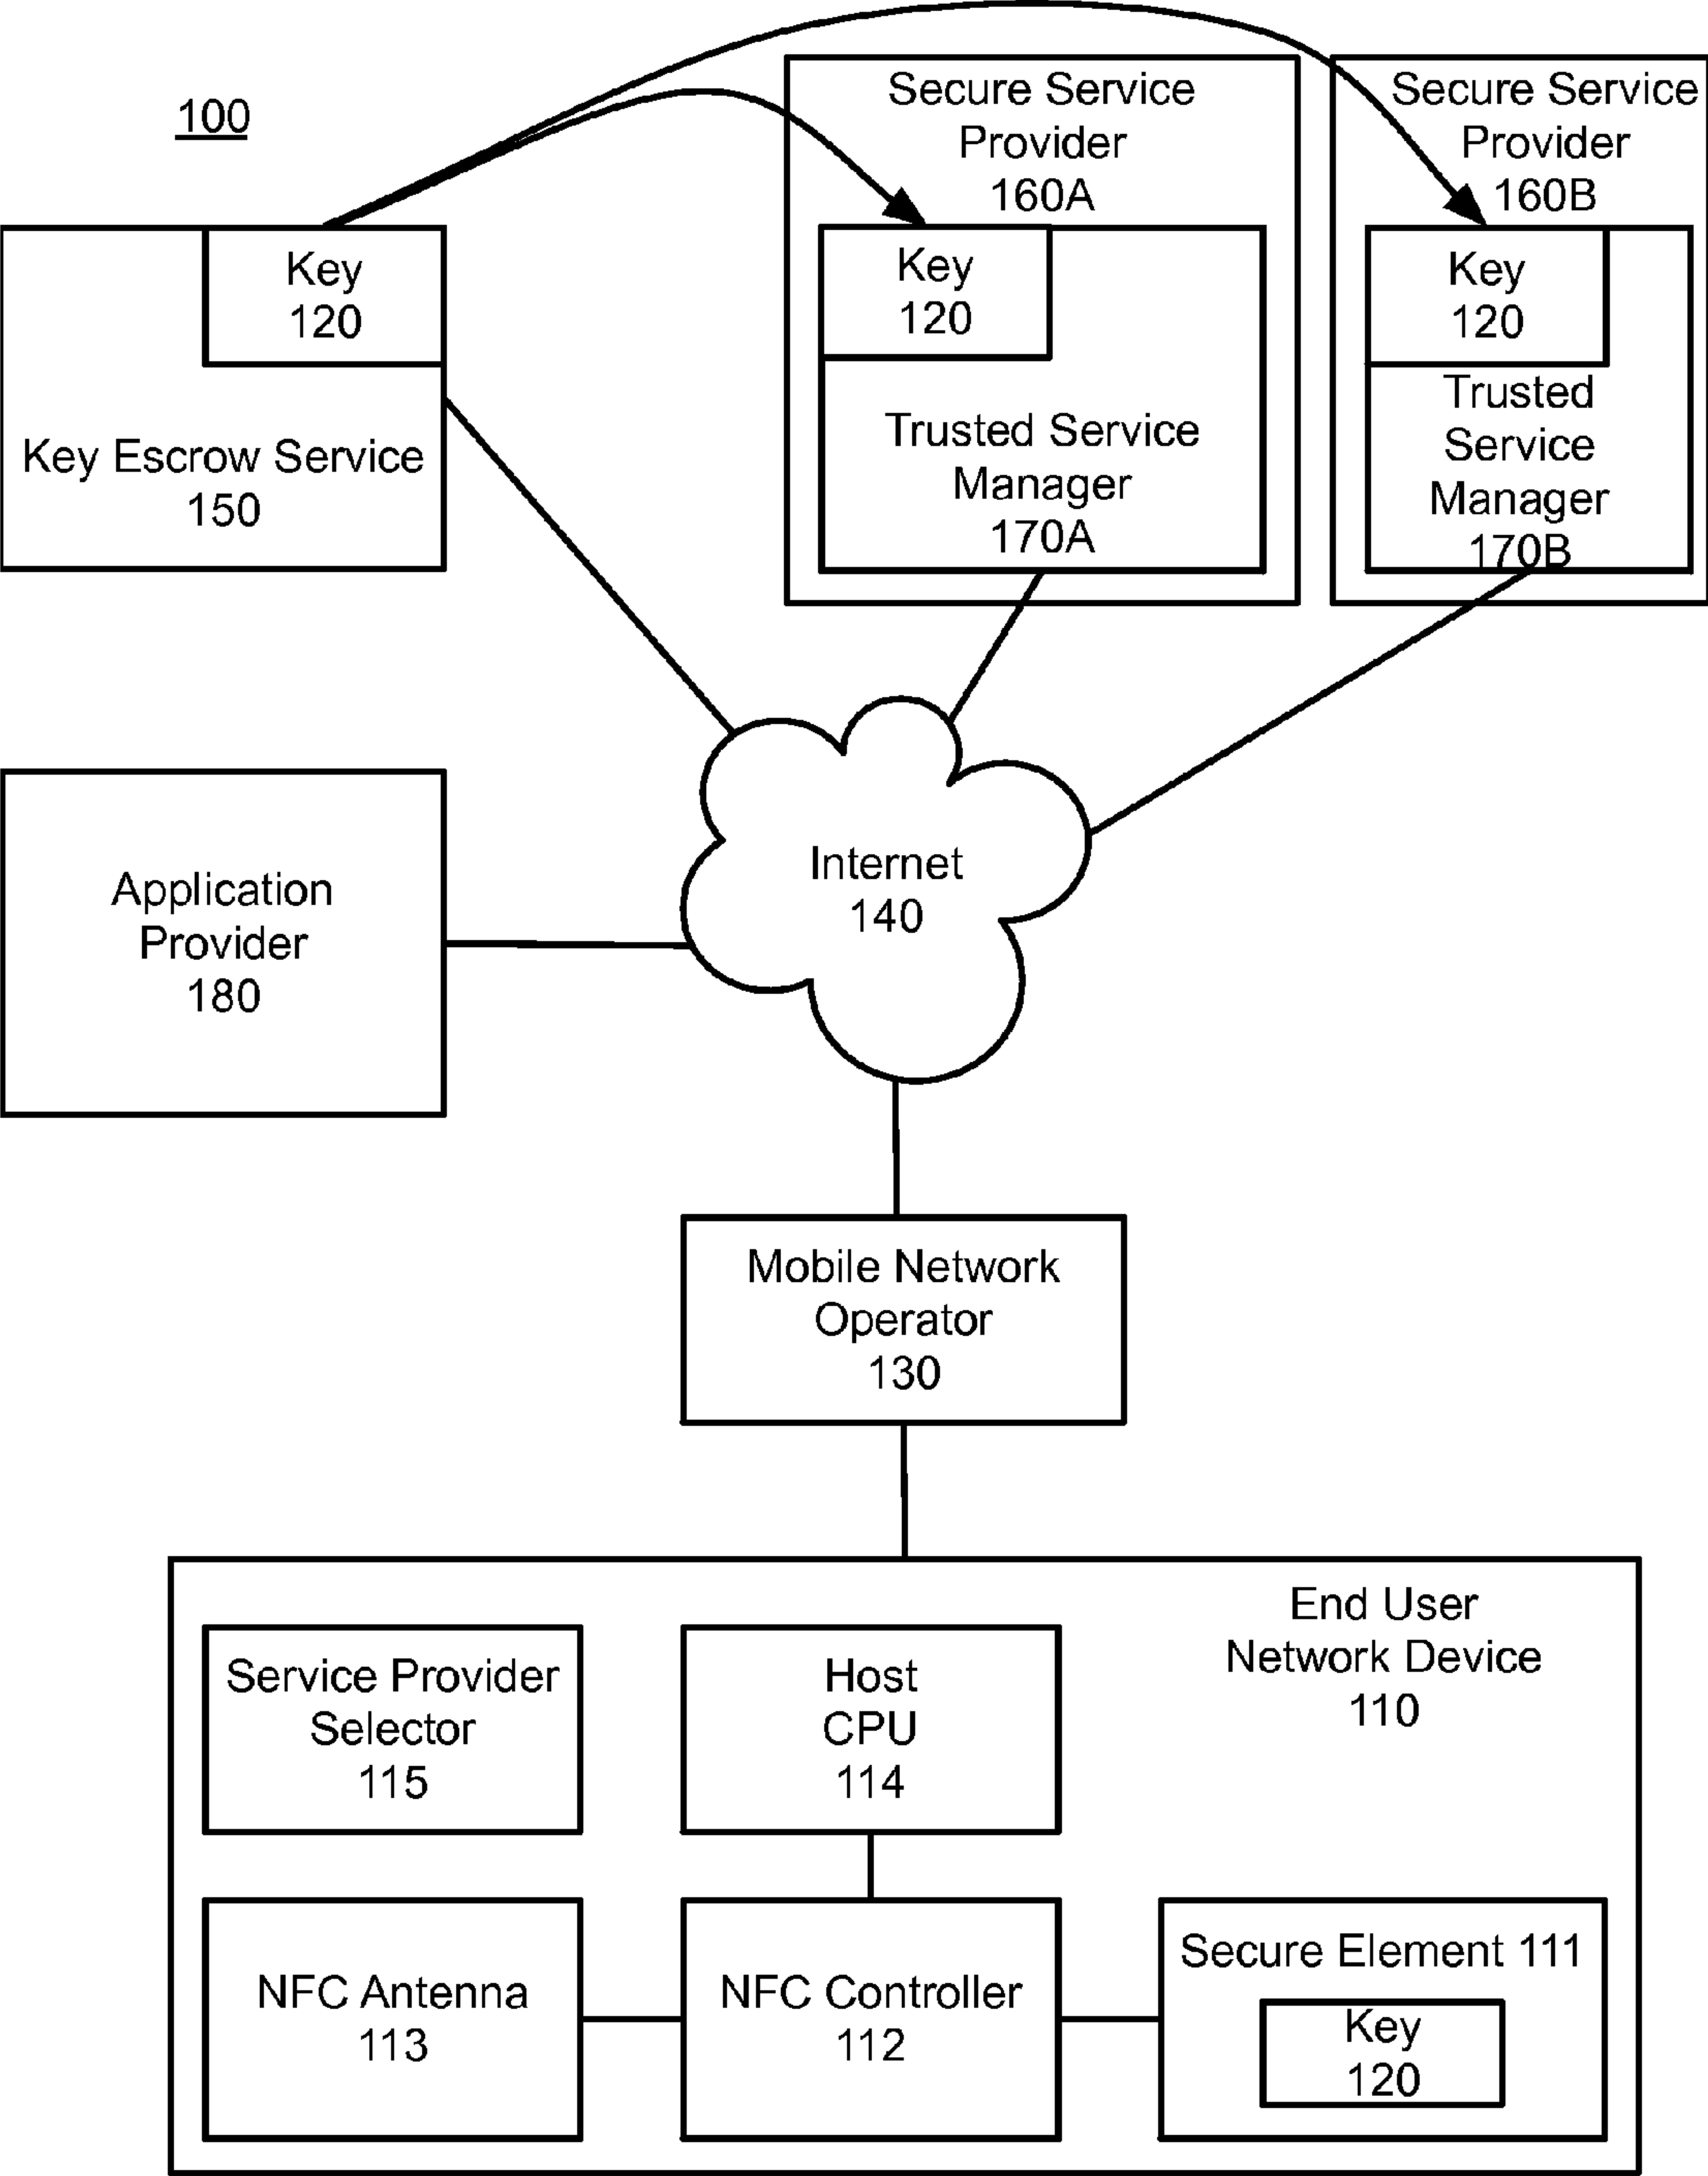 100
Secure Service
Provider
160A
Secure Service
Provider
160B
Key
120
Key Escrow Service
150
Key
120
Trusted Service
Manager
170A
Key
120
Trusted
Service
Manager
170B
Application
Provider
180
Internet
140
Mobile Network
Operator
130
End User
Network Device
110
Service Provider
Selector
115
Host
CPU
114
NFC Antenna
113
NFC Controller
112
Secure Element 111
Key
120